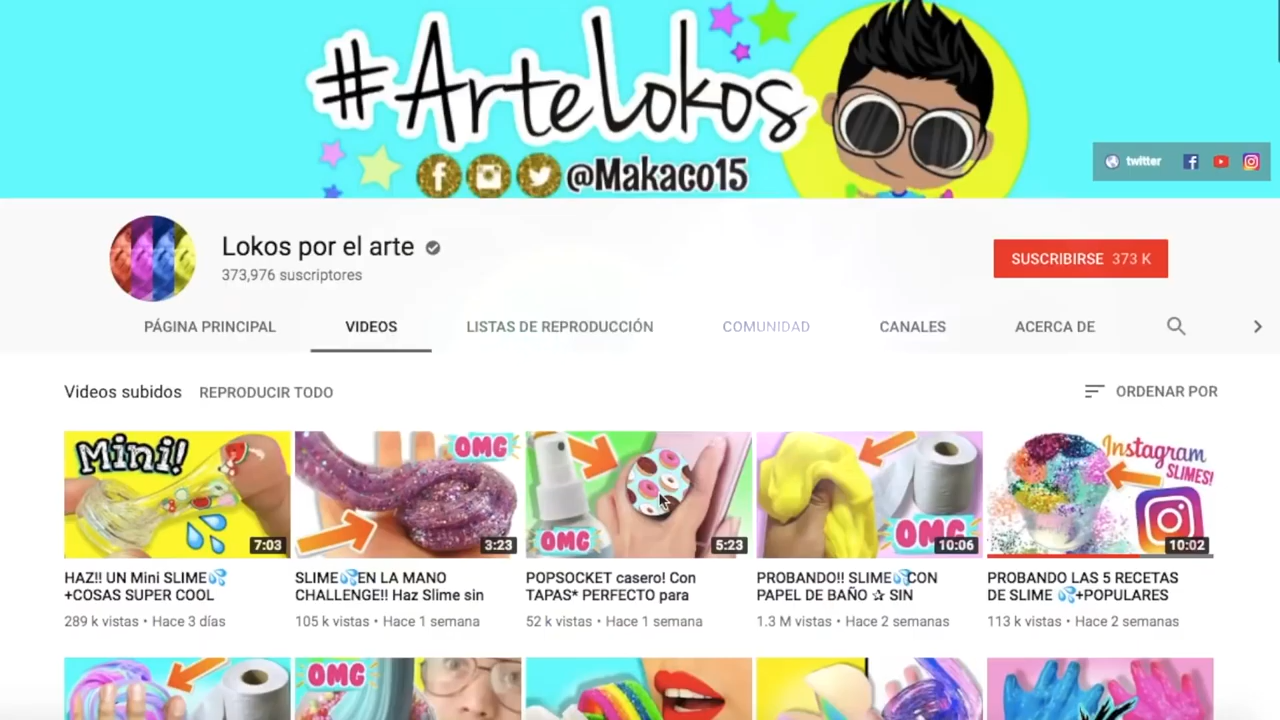 #Artelokos
@Makaco15
twitter
Lokos por el arte
373,976 suscriptores
SUSCRIBIRSE 373 K
PÁGINA PRINCIPAL VIDEOS LISTAS DE REPRODUCCIÓN COMUNIDAD CANALES ACERCA DE
Videos subidos REPRODUCIR TODO ORDENAR POR
Mini! 7:03
OMG 3:23
OMG 5:23
OMG 10:06
Instagram
SLIMES!
10:02
HAZ!! UN Mini SLIME💦
+COSAS SUPER COOL
289 k vistas • Hace 3 días
SLIME💦EN LA MANO
CHALLENGE!! Haz Slime sin
105 k vistas • Hace 1 semana
POPSOCKET casero! Con
TAPAS* PERFECTO para
52 k vistas • Hace 1 semana
PROBANDO!! SLIME💦CON
PAPEL DE BAÑO ✰ SIN
1.3 M vistas • Hace 2 semanas
PROBANDO LAS 5 RECETAS
DE SLIME 💦+POPULARES
113 k vistas • Hace 2 semanas
OMG